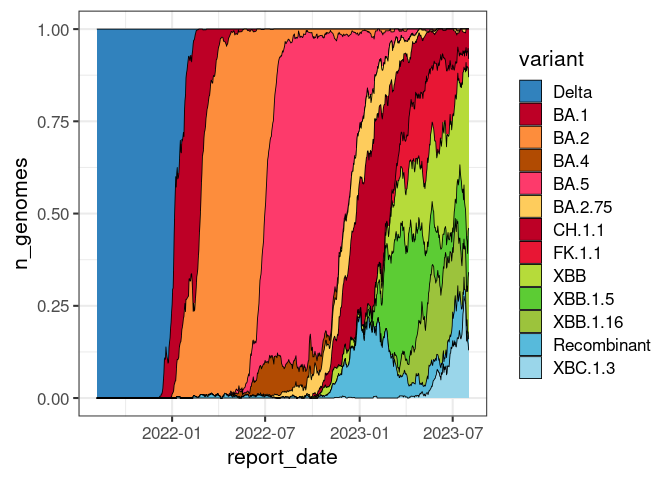 1.00
0.75
0.50
0.25
0.00
n_genomes
2022-01
2022-07
2023-01
2023-07
report_date
variant
Delta
BA.1
BA.2
BA.4
BA.5
BA.2.75
CH.1.1
FK.1.1
XBB
XBB.1.5
XBB.1.16
Recombinant
XBC.1.3